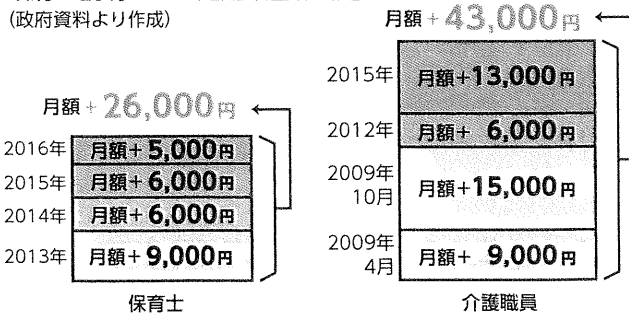 （政府資料より作成）
月額+26,000円
2016年 月額+5,000円
2015年 月額+6,000円
2014年 月額+6,000円
2013年 月額+9,000円
保育士
月額+43,000円
2015年 月額+13,000円
2012年 月額+6,000円
2009年
10月 月額+15,000円
2009年
4月 月額+9,000円
介護職員